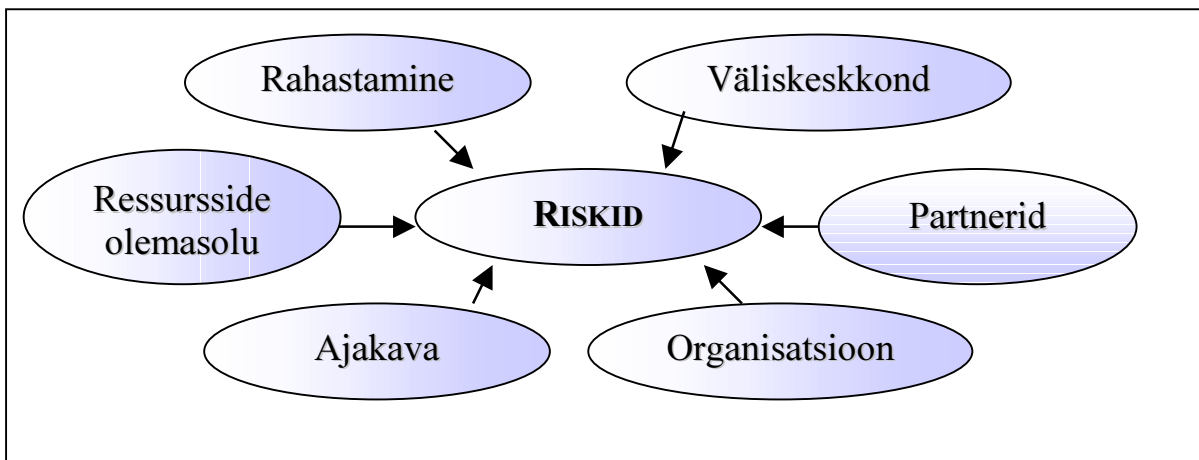 Rahastamine
Väliskeskkond
Ressursside
olemasolu
RISKID
Partnerid
Ajakava
Organisatsioon